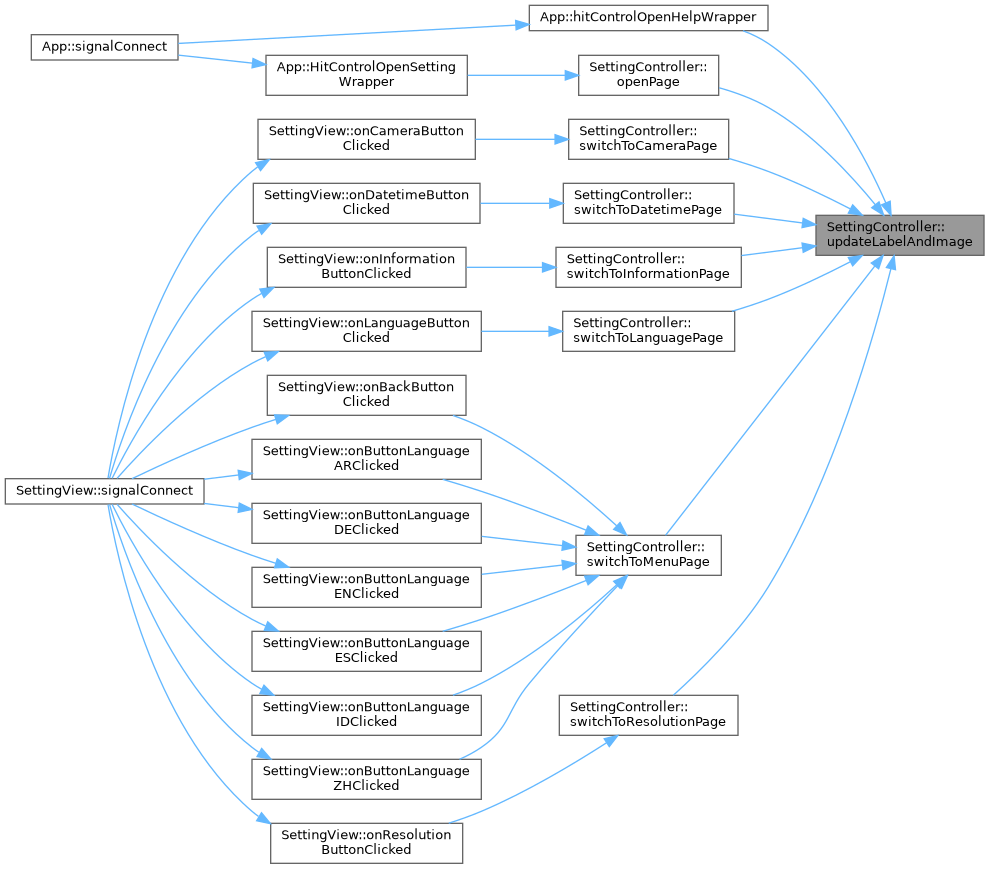 App::hitControlOpenHelpWrapper
App::signalConnect
App::HitControlOpenSetting
Wrapper
SettingController::
openPage
SettingView::onCameraButton
Clicked
SettingController::
switchToCameraPage
SettingView::onDatetimeButton
Clicked
SettingController::
switchToDatetimePage
SettingController::
updateLabelAndImage
SettingView::onInformation
ButtonClicked
SettingController::
switchToInformationPage
SettingView::onLanguageButton
Clicked
SettingController::
switchToLanguagePage
SettingView::onBackButton
Clicked
SettingView::onButtonLanguage
ARClicked
SettingView::signalConnect
SettingView::onButtonLanguage
DEClicked
SettingController::
switchToMenuPage
SettingView::onButtonLanguage
ENClicked
SettingView::onButtonLanguage
ESClicked
SettingView::onButtonLanguage
IDClicked
SettingController::
switchToResolutionPage
SettingView::onButtonLanguage
ZHClicked
SettingView::onResolution
ButtonClicked